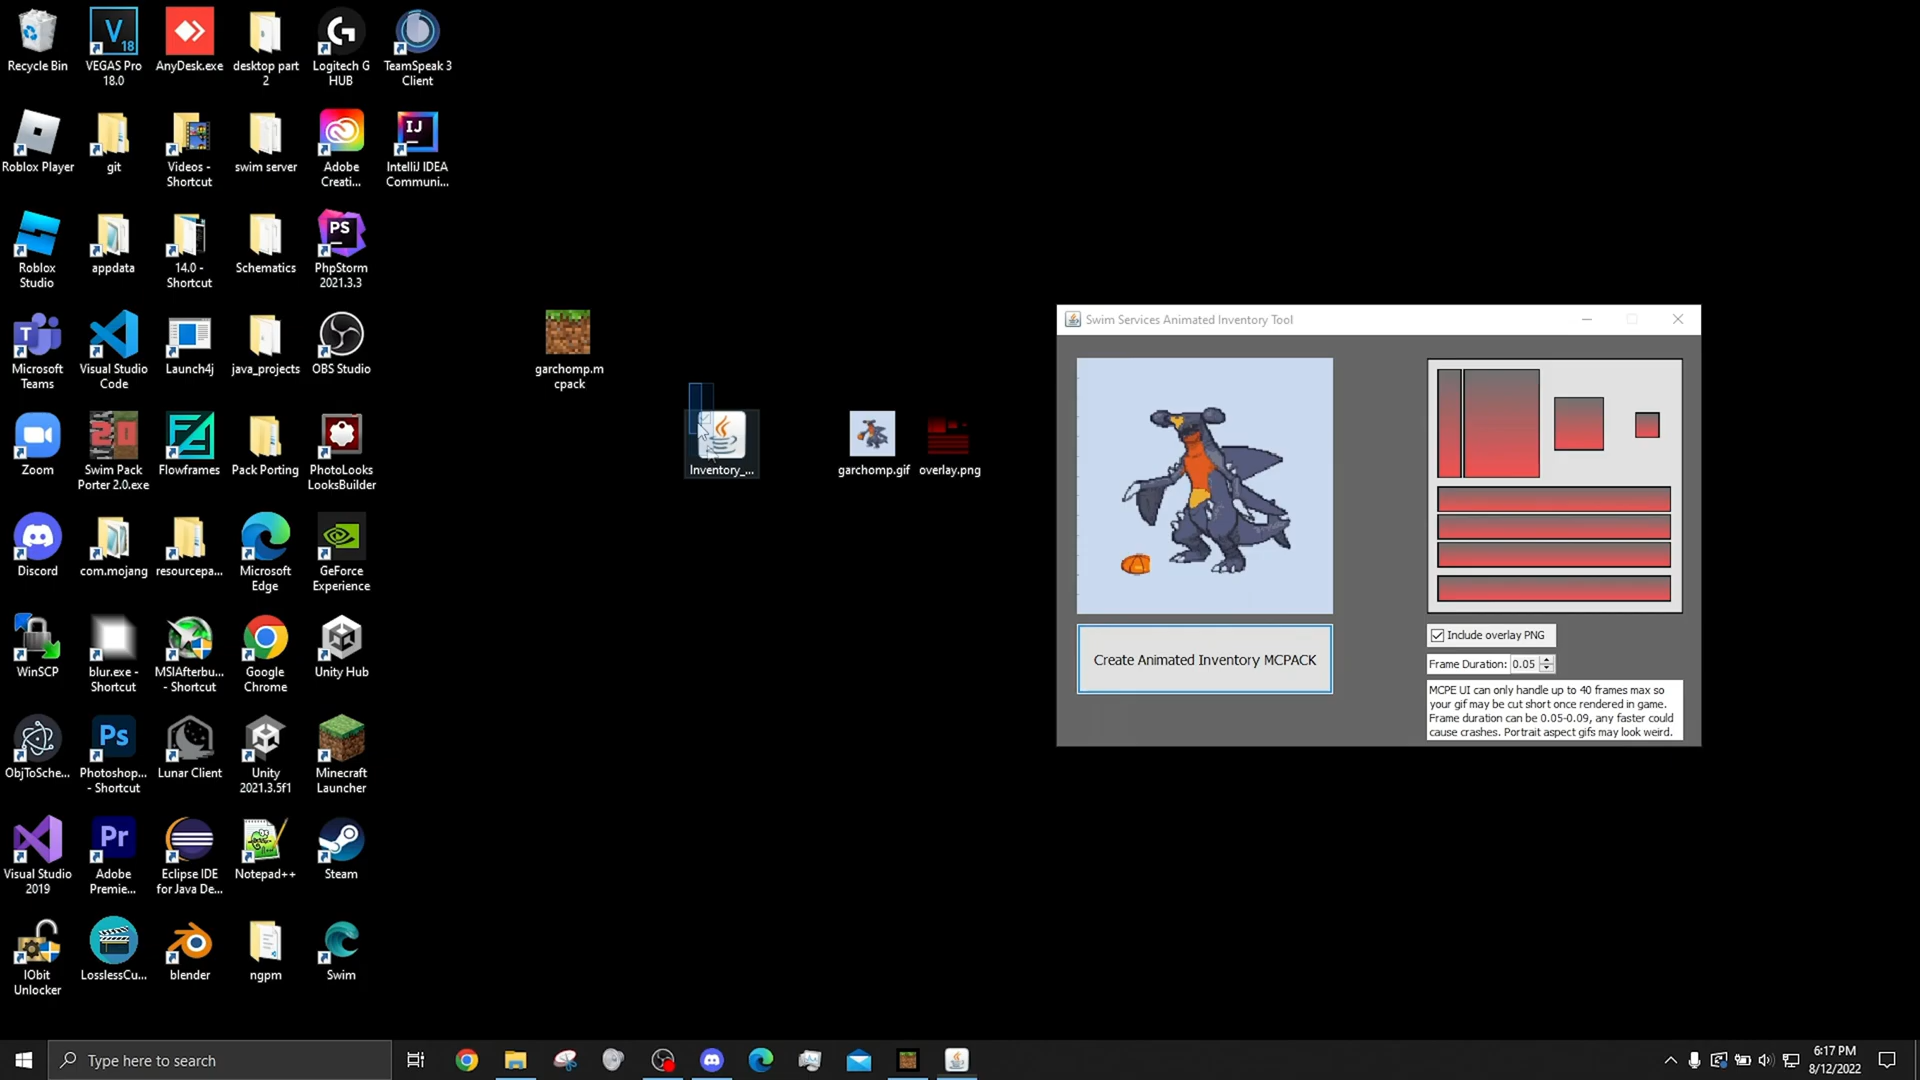 Recycle Bin
VEGAS Pro
18.0
AnyDesk.exe
desktop part
2
Logitech G
HUB
TeamSpeak 3
Client
Roblox Player
git
Videos -
Shortcut
swim server
Adobe
Creati...
IntelliJ IDEA
Communi...
Roblox
Studio
appdata
14.0 -
Shortcut
Schematics
PhpStorm
2021.3.3
Microsoft
Teams
Visual Studio
Code
Launch4j
java_projects
OBS Studio
Zoom
Swim Pack
Porter 2.0.exe
Flowframes
Pack Porting
PhotoLooks
LooksBuilder
Discord
com.mojang
resourcepa...
Microsoft
Edge
GeForce
Experience
WinSCP
blur.exe -
Shortcut
MSIAfterbu...
- Shortcut
Google
Chrome
Unity Hub
ObjToSche...
Photoshop...
- Shortcut
Lunar Client
Unity
2021.3.5f1
Minecraft
Launcher
Visual Studio
2019
Adobe
Premie...
Eclipse IDE
for Java De...
Notepad++
Steam
IObit
Unlocker
LosslessCu...
blender
ngpm
Swim
V
18
IJ
PS
T
20
Ps
Pr
garchomp.m
cpack
Inventory_...
garchomp.gif
overlay.png
Swim Services Animated Inventory Tool
Create Animated Inventory MCPACK
Include overlay PNG
Frame Duration: 0.05
MCPE UI can only handle up to 40 frames max so
your gif may be cut short once rendered in game.
Frame duration can be 0.05-0.09, any faster could
cause crashes. Portrait aspect gifs may look weird.
Type here to search
6:17 PM
8/12/2022